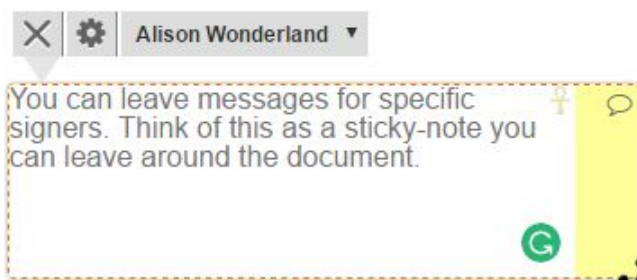 Alison Wonderland
You can leave messages for specific
signers. Think of this as a sticky-note you
can leave around the document.